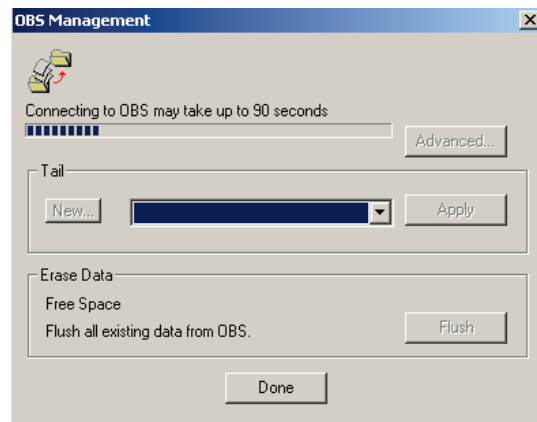 OBS Management
Connecting to OBS may take up to 90 seconds
Advanced...
Tail
New...
Apply
Erase Data
Free Space
Flush all existing data from OBS.
Flush
Done